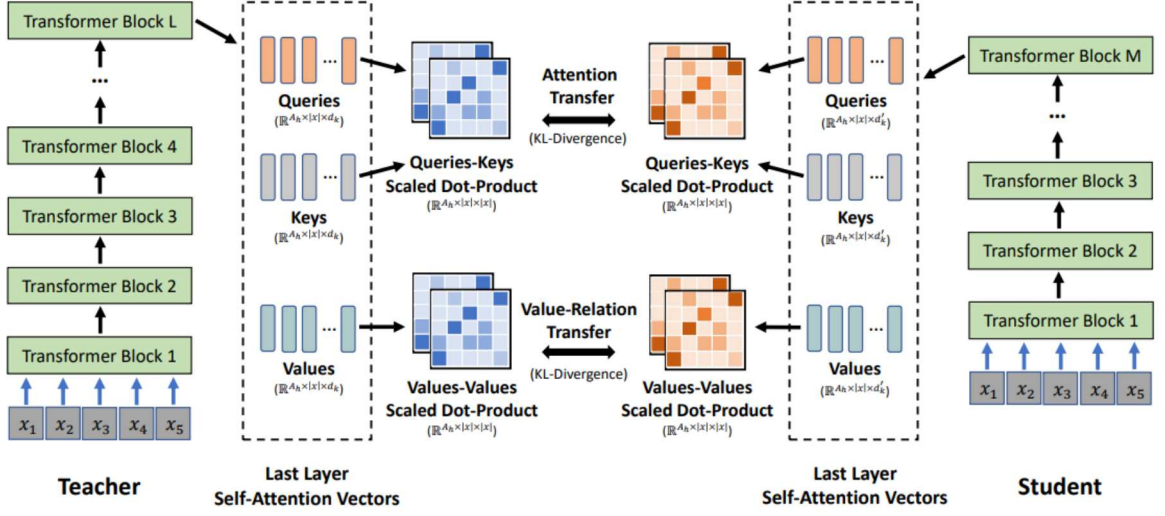 Transformer Block L
...
Transformer Block 4
Transformer Block 3
Transformer Block 2
Transformer Block 1
x₁ x₂ x₃ x₄ x₅
Teacher
...
Queries
(ℝ^{A_h×|x|×d_k})
...
Keys
(ℝ^{A_h×|x|×d_k})
...
Values
(ℝ^{A_h×|x|×d_k})
Last Layer
Self-Attention Vectors
Queries-Keys
Scaled Dot-Product
(ℝ^{A_h×|x|×|x|})
Values-Values
Scaled Dot-Product
(ℝ^{A_h×|x|×|x|})
Attention
Transfer
(KL-Divergence)
Value-Relation
Transfer
(KL-Divergence)
Queries-Keys
Scaled Dot-Product
(ℝ^{A_h×|x|×|x|})
Values-Values
Scaled Dot-Product
(ℝ^{A_h×|x|×|x|})
...
Queries
(ℝ^{A_h×|x|×d'_k})
...
Keys
(ℝ^{A_h×|x|×d'_k})
...
Values
(ℝ^{A_h×|x|×d'_k})
Last Layer
Self-Attention Vectors
Transformer Block M
...
Transformer Block 3
Transformer Block 2
Transformer Block 1
x₁ x₂ x₃ x₄ x₅
Student